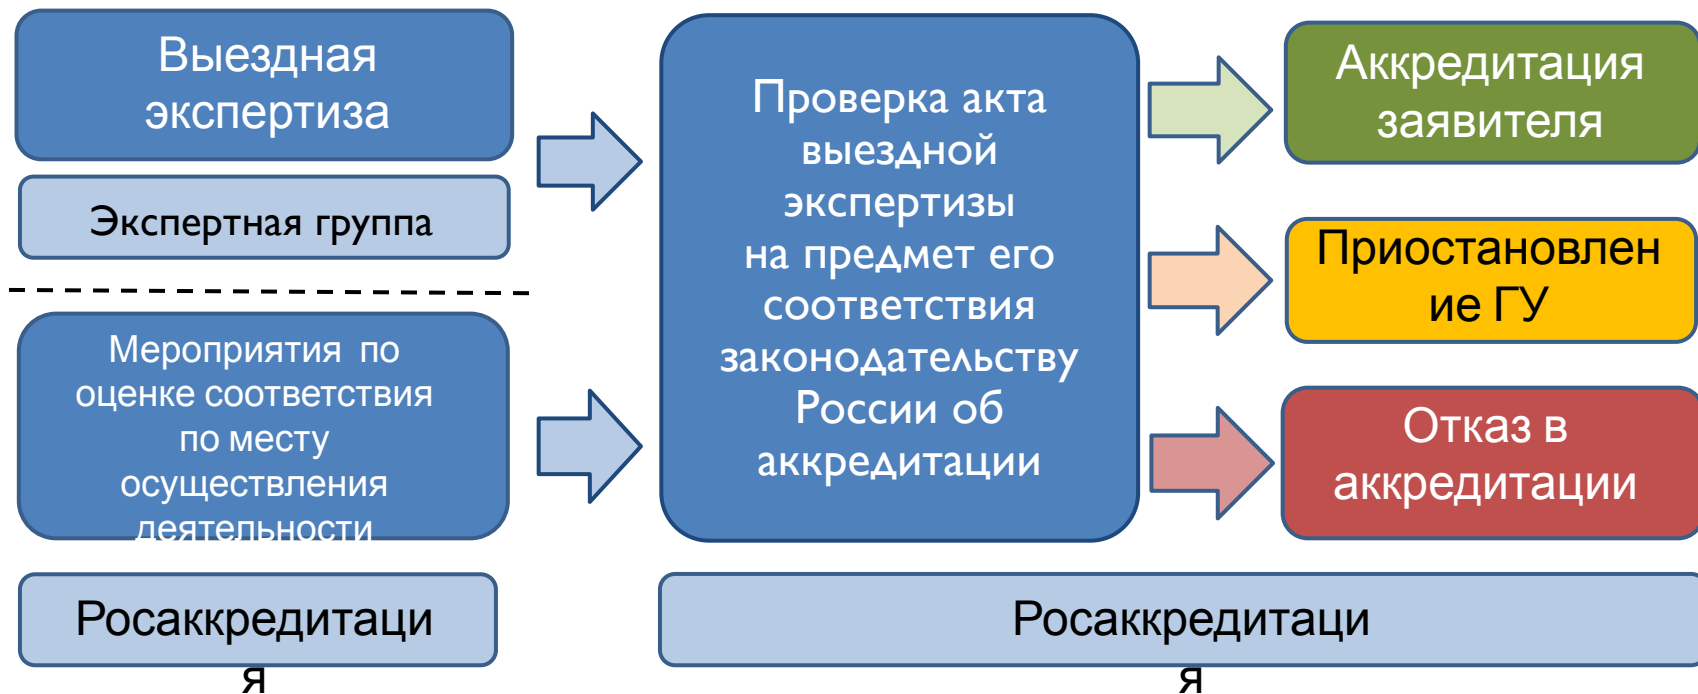 Выездная
экспертиза
Экспертная группа
Мероприятия по
оценке соответствия
по месту
осуществления
деятельности
Росаккредитаци
я
Проверка акта
выездной
экспертизы
на предмет его
соответствия
законодательству
России об
аккредитации
Аккредитация
заявителя
Приостановлен
ие ГУ
Отказ в
аккредитации
Росаккредитаци
я